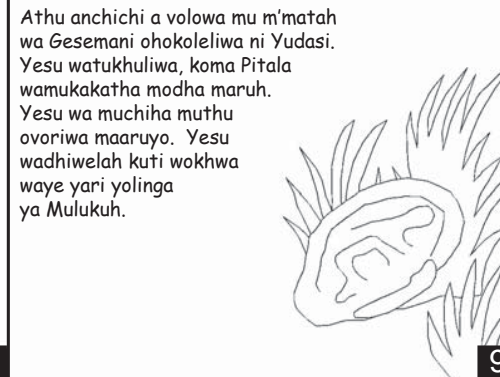 Athu anchichi a volowa mu m'matah
wa Gesemani ohokoleliwa ni Yudasi.
Yesu watukhuliwa, koma Pitala
wamukakatha modha maruh.
Yesu wa muchiha muthu
ovoriwa maaruyo. Yesu
wadhiwelah kuti wokhwa
waye yari yolinga
ya Mulukuh.
9